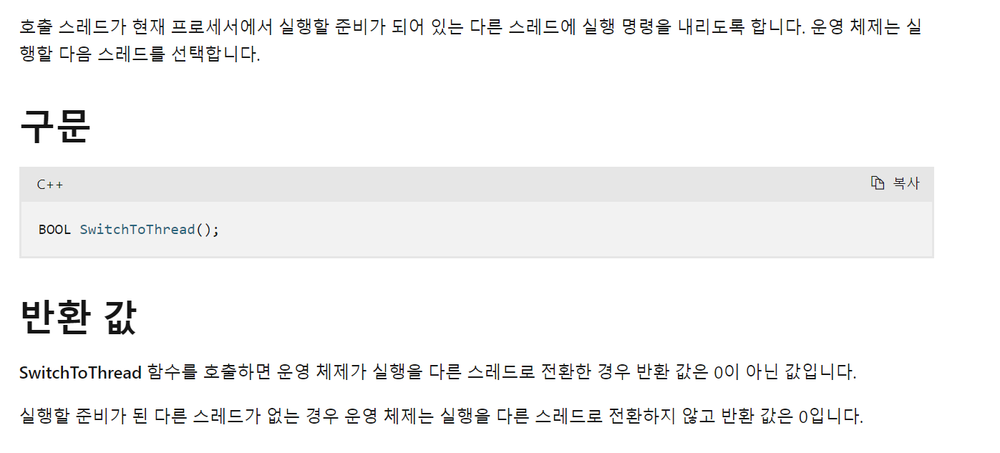 호출 스레드가 현재 프로세서에서 실행할 준비가 되어 있는 다른 스레드에 실행 명령을 내리도록 합니다. 운영 체제는 실
행할 다음 스레드를 선택합니다.
구문
C++ 복사
BOOL SwitchToThread();
반환 값
SwitchToThread 함수를 호출하면 운영 체제가 실행을 다른 스레드로 전환한 경우 반환 값은 0이 아닌 값입니다.
실행할 준비가 된 다른 스레드가 없는 경우 운영 체제는 실행을 다른 스레드로 전환하지 않고 반환 값은 0입니다.